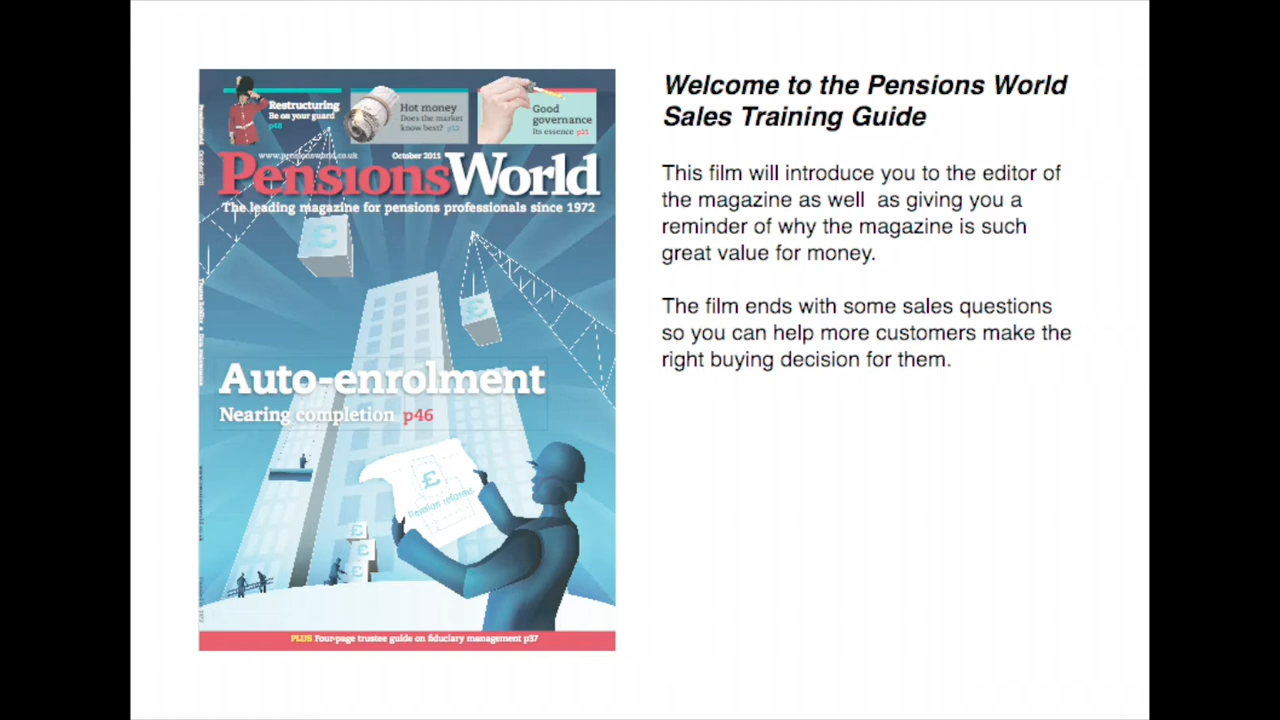 Restructuring
Be on your guard
p48
Hot money
Does the market
know best? p12
Good
governance
Its essence p21
www.pensionsworld.co.uk
October 2011
PensionsWorld
The leading magazine for pensions professionals since 1972
£
£
Auto-enrolment
Nearing completion p46
£
Pension reforms
£
£
£
PLUS Four-page trustee guide on fiduciary management p37
Welcome to the Pensions World
Sales Training Guide
This film will introduce you to the editor of
the magazine as well as giving you a
reminder of why the magazine is such
great value for money.
The film ends with some sales questions
so you can help more customers make the
right buying decision for them.